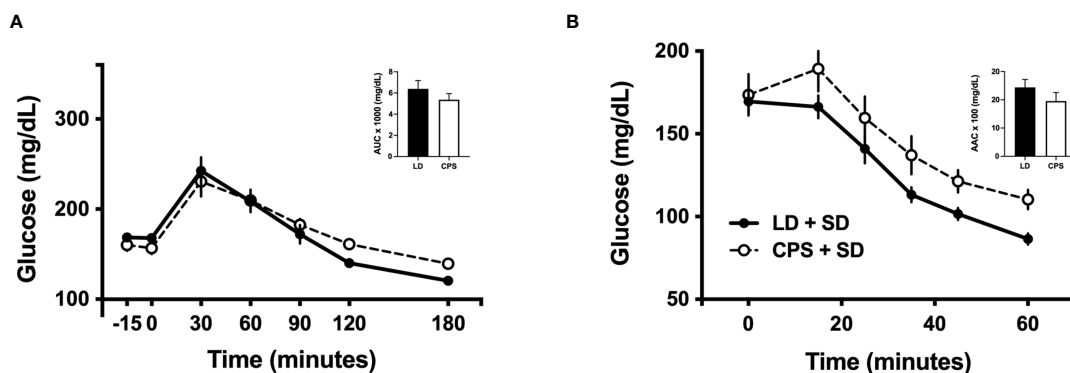 A
Glucose (mg/dL)
300
200
100
-15 0 30 60 90 120 180
Time (minutes)
AUC x 1000 (mg/dL)
8
6
4
2
0
LD CPS
B
Glucose (mg/dL)
200
150
100
50
0 20 40 60
Time (minutes)
LD + SD
CPS + SD
AAC x 100 (mg/dL)
20
20
10
0
LD CPS